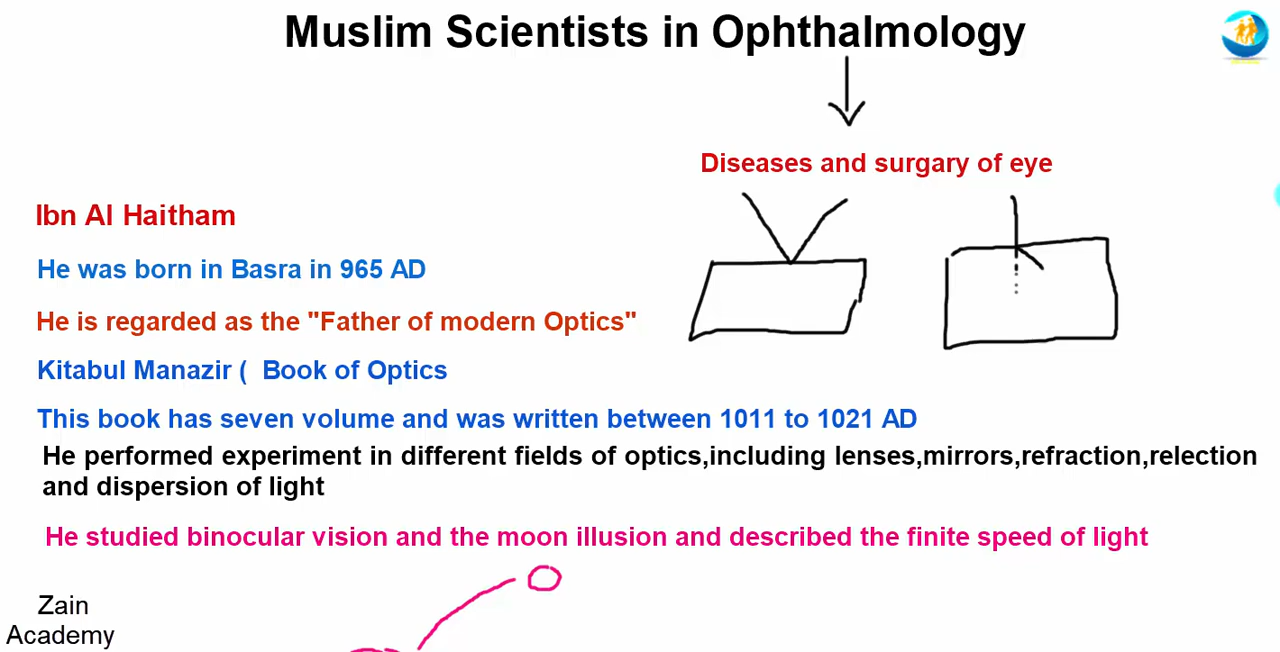 Muslim Scientists in Ophthalmology
Diseases and surgary of eye
Ibn Al Haitham
He was born in Basra in 965 AD
He is regarded as the "Father of modern Optics"
Kitabul Manazir (  Book of Optics
This book has seven volume and was written between 1011 to 1021 AD
He performed experiment in different fields of optics,including lenses,mirrors,refraction,relection
and dispersion of light
He studied binocular vision and the moon illusion and described the finite speed of light
Zain
Academy